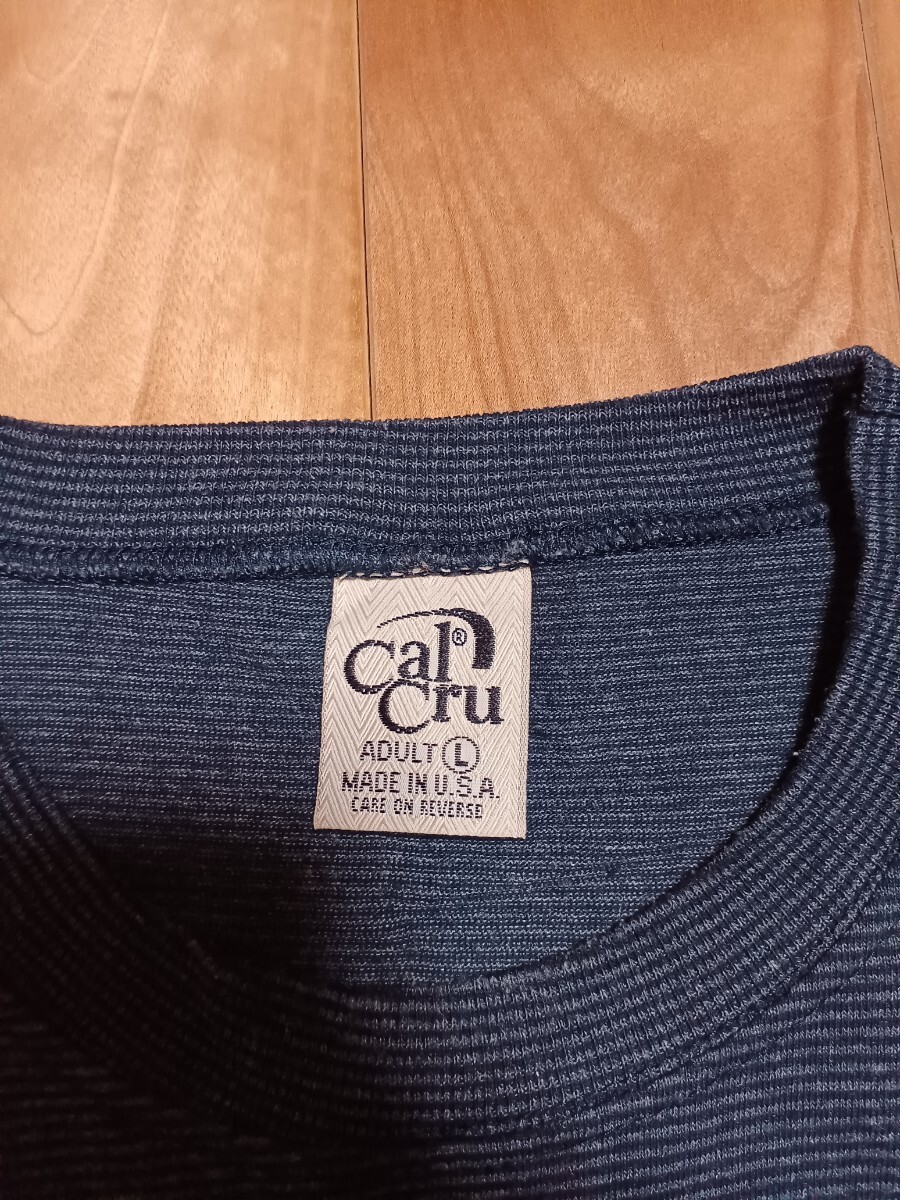 Cal®
Cru
ADULT L
MADE IN U.S.A.
CARE ON REVERSE